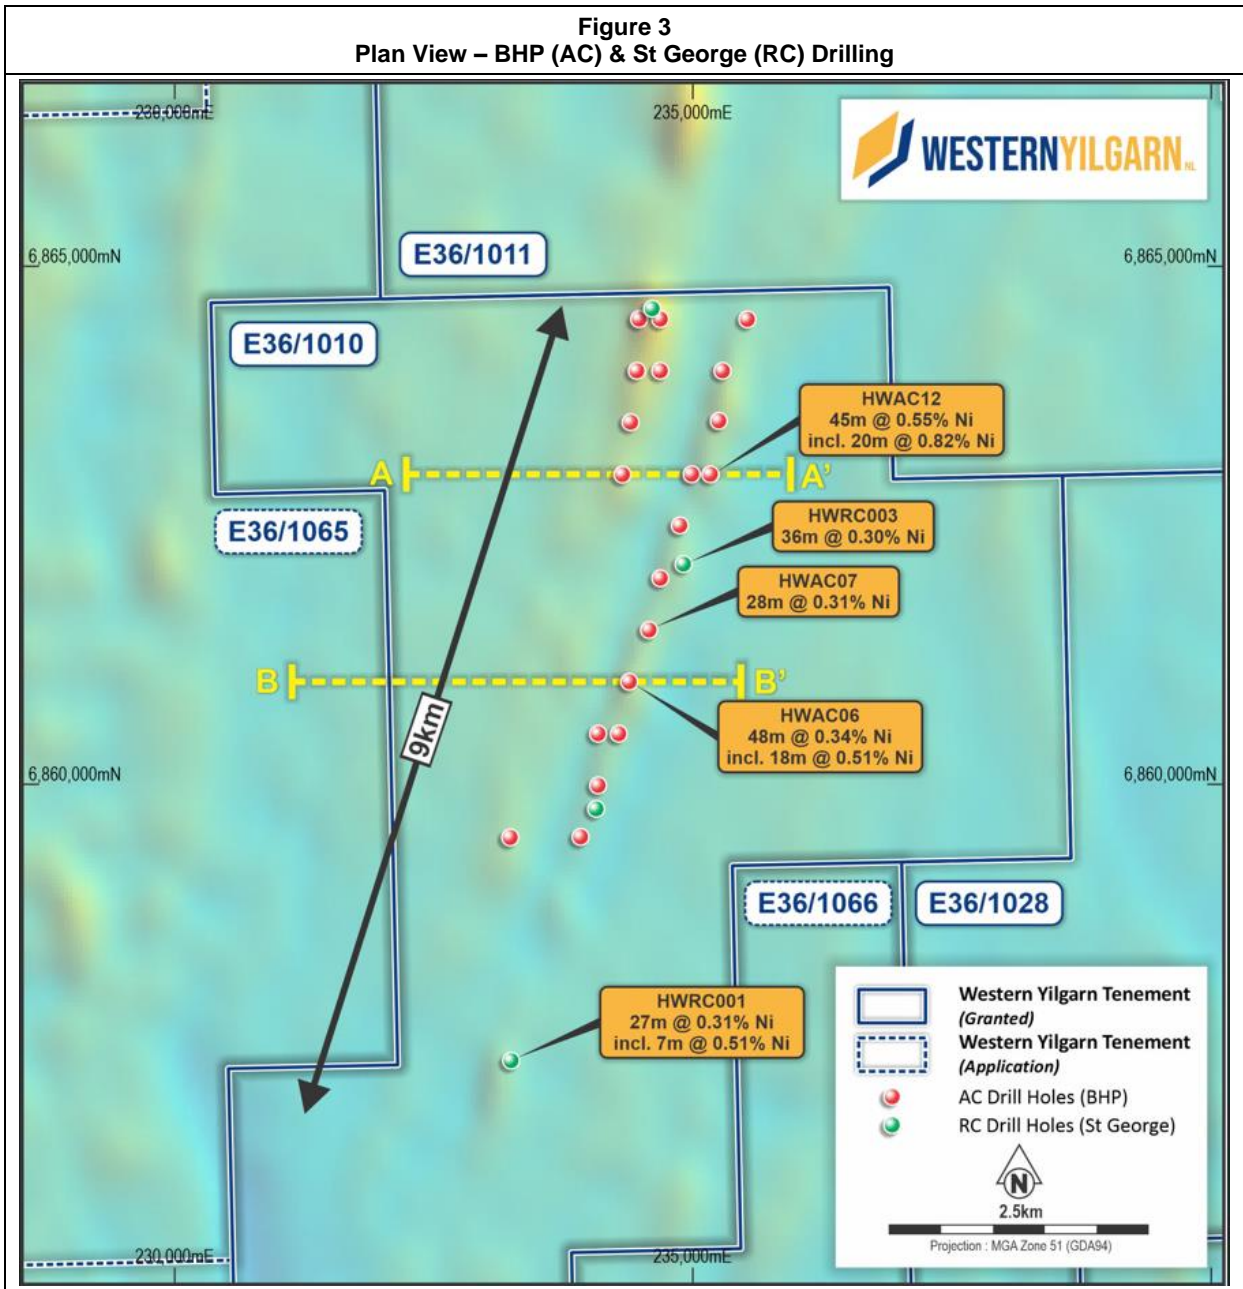 Figure 3
Plan View – BHP (AC) & St George (RC) Drilling
230,000mE
235,000mE
WESTERNYILGARN NL
E36/1011
6,865,000mN
6,865,000mN
E36/1010
HWAC12
45m @ 0.55% Ni
incl. 20m @ 0.82% Ni
A
A'
E36/1065
HWRC003
36m @ 0.30% Ni
HWAC07
28m @ 0.31% Ni
B
B'
HWAC06
48m @ 0.34% Ni
incl. 18m @ 0.51% Ni
9km
6,860,000mN
6,860,000mN
E36/1066
E36/1028
HWRC001
27m @ 0.31% Ni
incl. 7m @ 0.51% Ni
Western Yilgarn Tenement
(Granted)
Western Yilgarn Tenement
(Application)
AC Drill Holes (BHP)
RC Drill Holes (St George)
N
2.5km
Projection : MGA Zone 51 (GDA94)
230,000mE
235,000mE